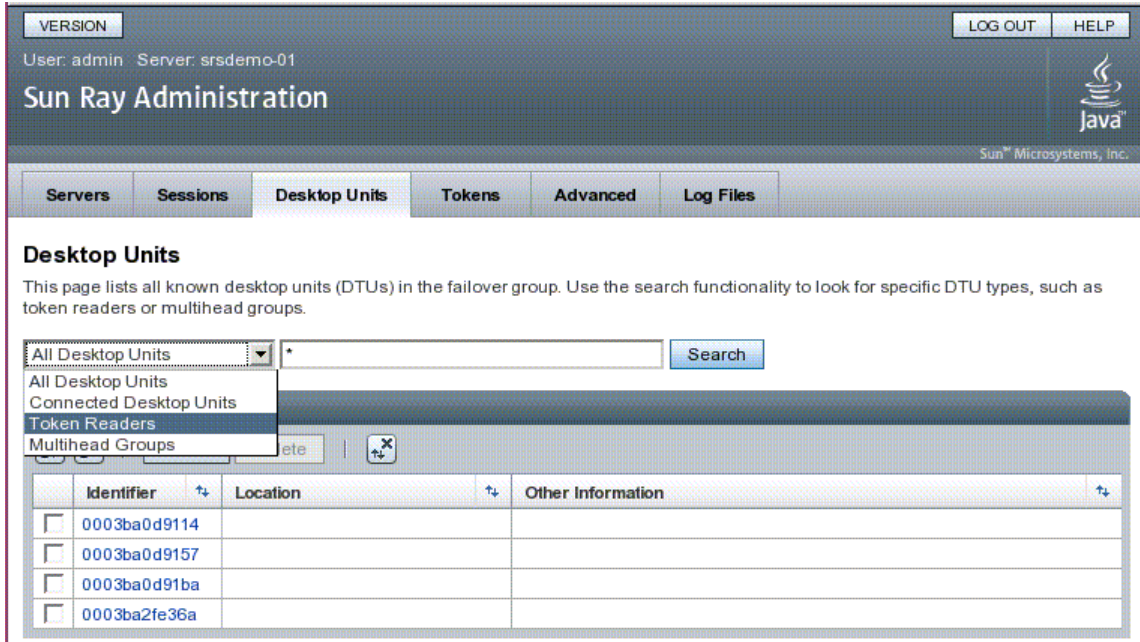 VERSION
LOG OUT HELP
User: admin Server: srsdemo-01
Sun Ray Administration
Java™
Sun™ Microsystems, Inc.
Servers Sessions Desktop Units Tokens Advanced Log Files
Desktop Units
This page lists all known desktop units (DTUs) in the failover group. Use the search functionality to look for specific DTU types, such as
token readers or multihead groups.
All Desktop Units * Search
All Desktop Units
Connected Desktop Units
Token Readers
Multihead Groups
Identifier Location Other Information
0003ba0d9114
0003ba0d9157
0003ba0d91ba
0003ba2fe36a